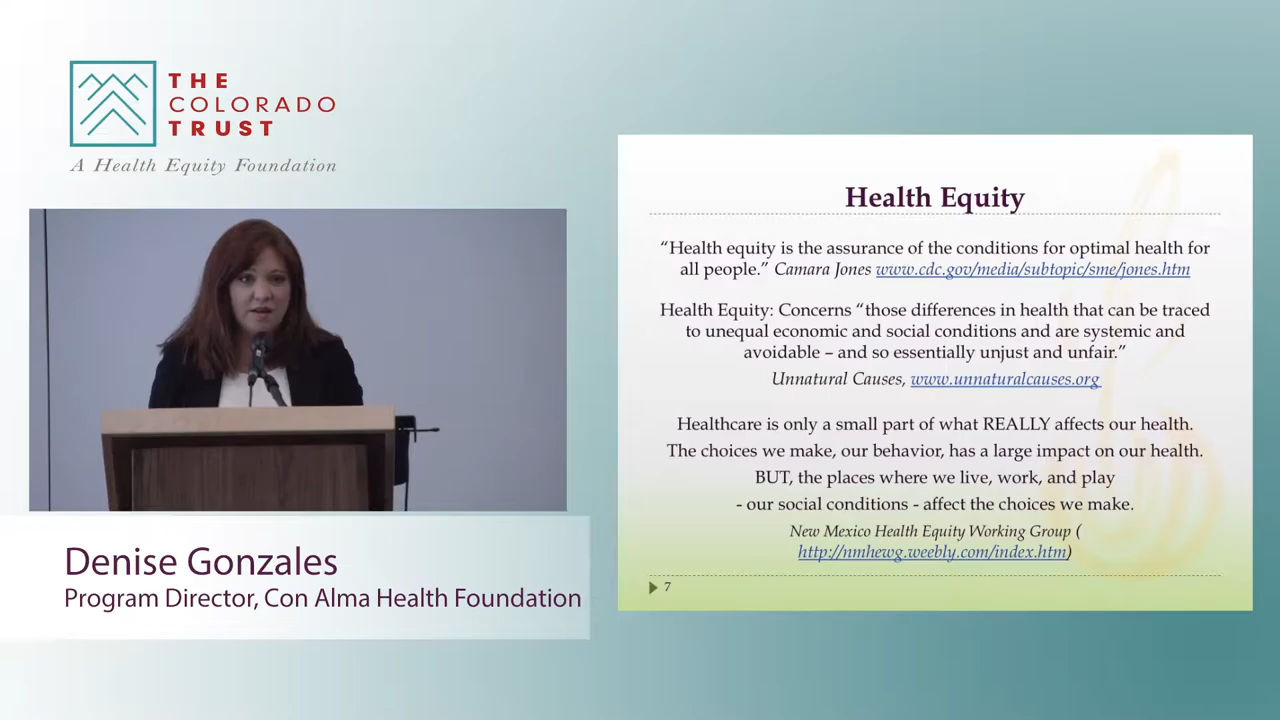 THE
COLORADO
TRUST
A Health Equity Foundation
Denise Gonzales
Program Director, Con Alma Health Foundation
Health Equity
“Health equity is the assurance of the conditions for optimal health for
all people.” Camara Jones www.cdc.gov/media/subtopic/sme/jones.htm
Health Equity: Concerns “those differences in health that can be traced
to unequal economic and social conditions and are systemic and
avoidable – and so essentially unjust and unfair.”
Unnatural Causes, www.unnaturalcauses.org
Healthcare is only a small part of what REALLY affects our health.
The choices we make, our behavior, has a large impact on our health.
BUT, the places where we live, work, and play
- our social conditions - affect the choices we make.
New Mexico Health Equity Working Group (
http://nmhewg.weebly.com/index.htm)
7